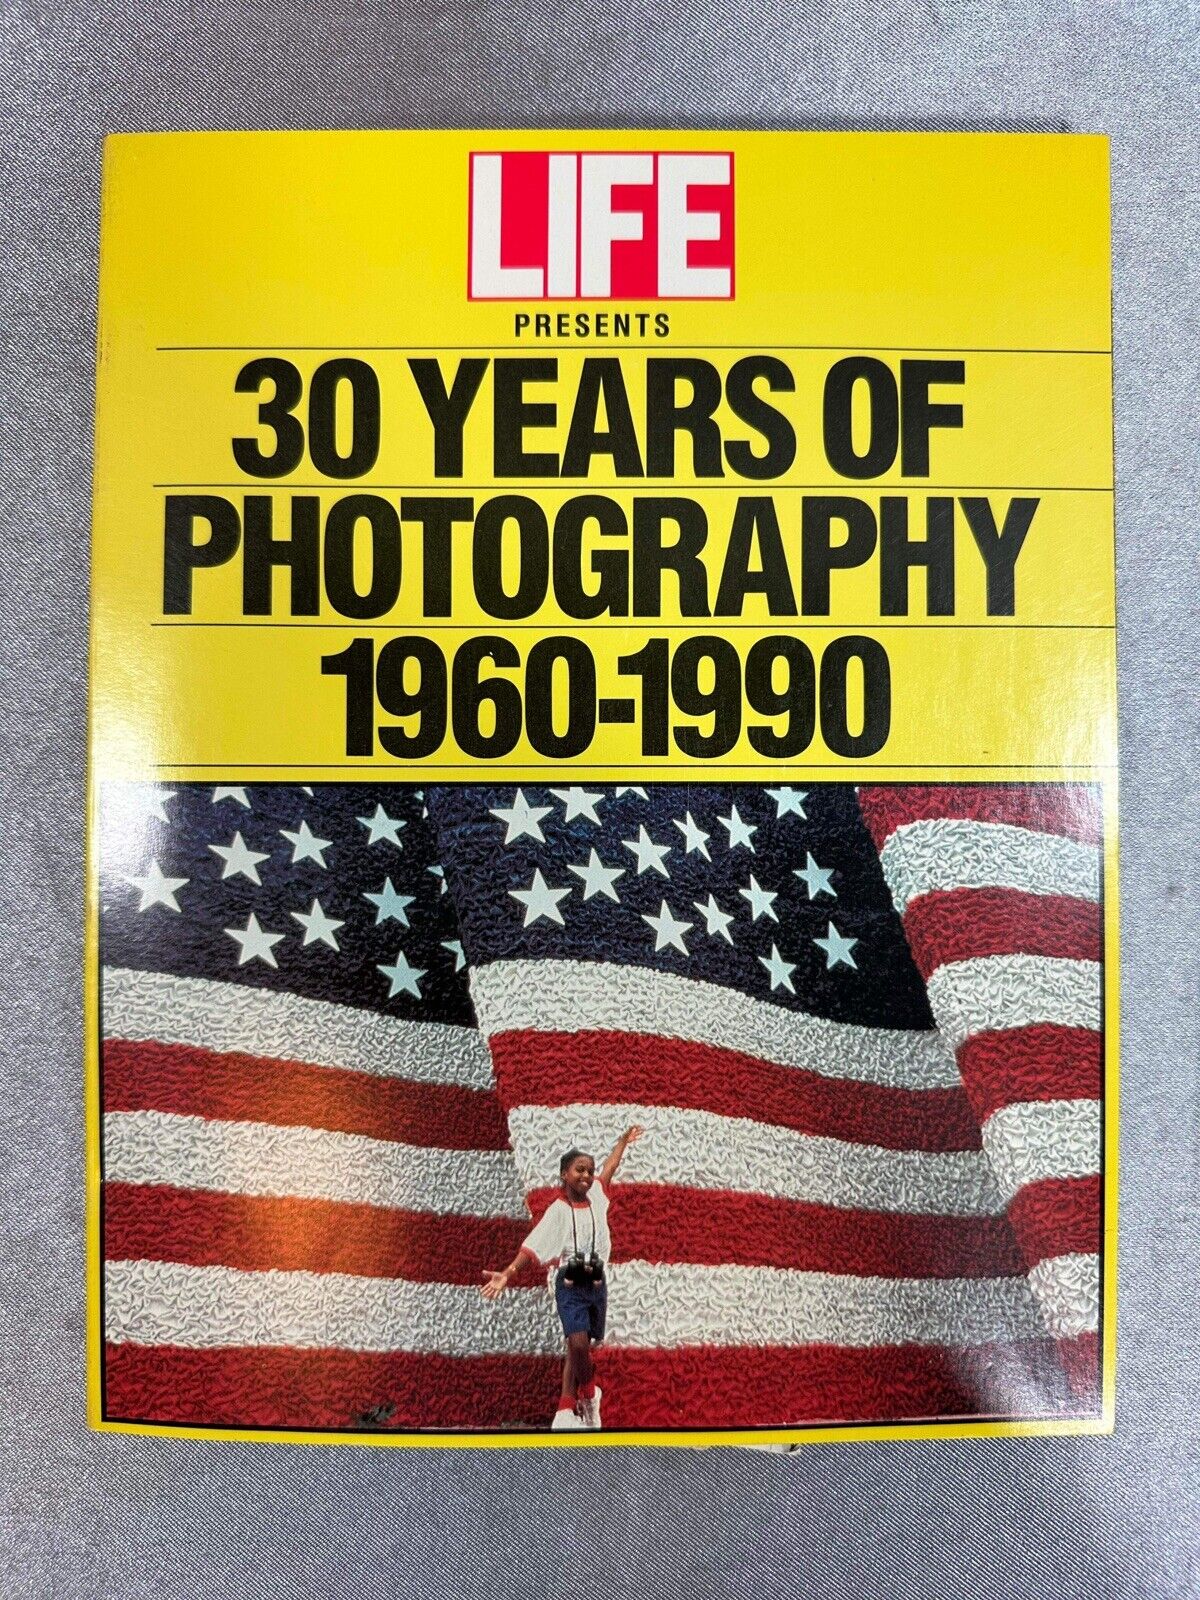 LIFE
PRESENTS
30 YEARS OF
PHOTOGRAPHY
1960-1990